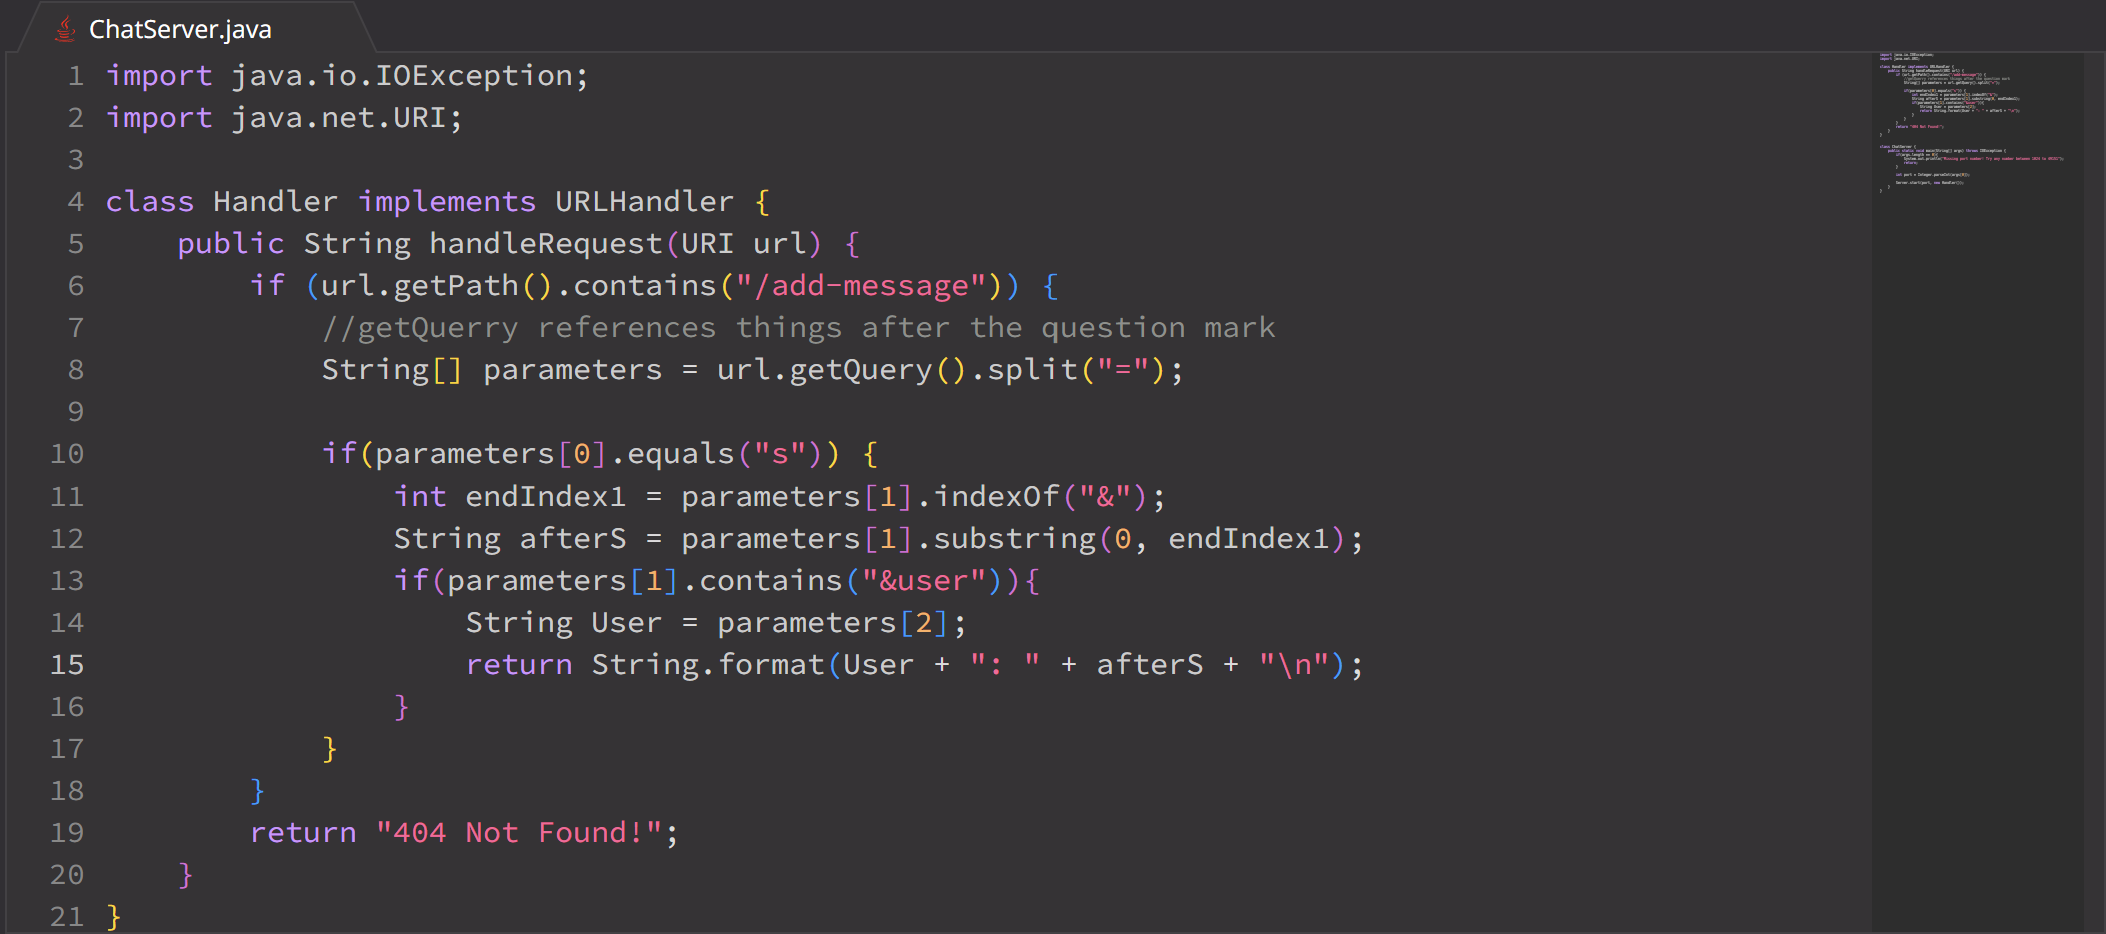 ChatServer.java
1 import java.io.IOException;
2 import java.net.URI;
3
4 class Handler implements URLHandler {
5     public String handleRequest(URI url) {
6         if (url.getPath().contains("/add-message")) {
7             //getQuerry references things after the question mark
8             String[] parameters = url.getQuery().split("=");
9
10             if(parameters[0].equals("s")) {
11                 int endIndex1 = parameters[1].indexOf("&");
12                 String afterS = parameters[1].substring(0, endIndex1);
13                 if(parameters[1].contains("&user")){
14                     String User = parameters[2];
15                     return String.format(User + ": " + afterS + "\n");
16                 }
17             }
18         }
19         return "404 Not Found!";
20     }
21 }